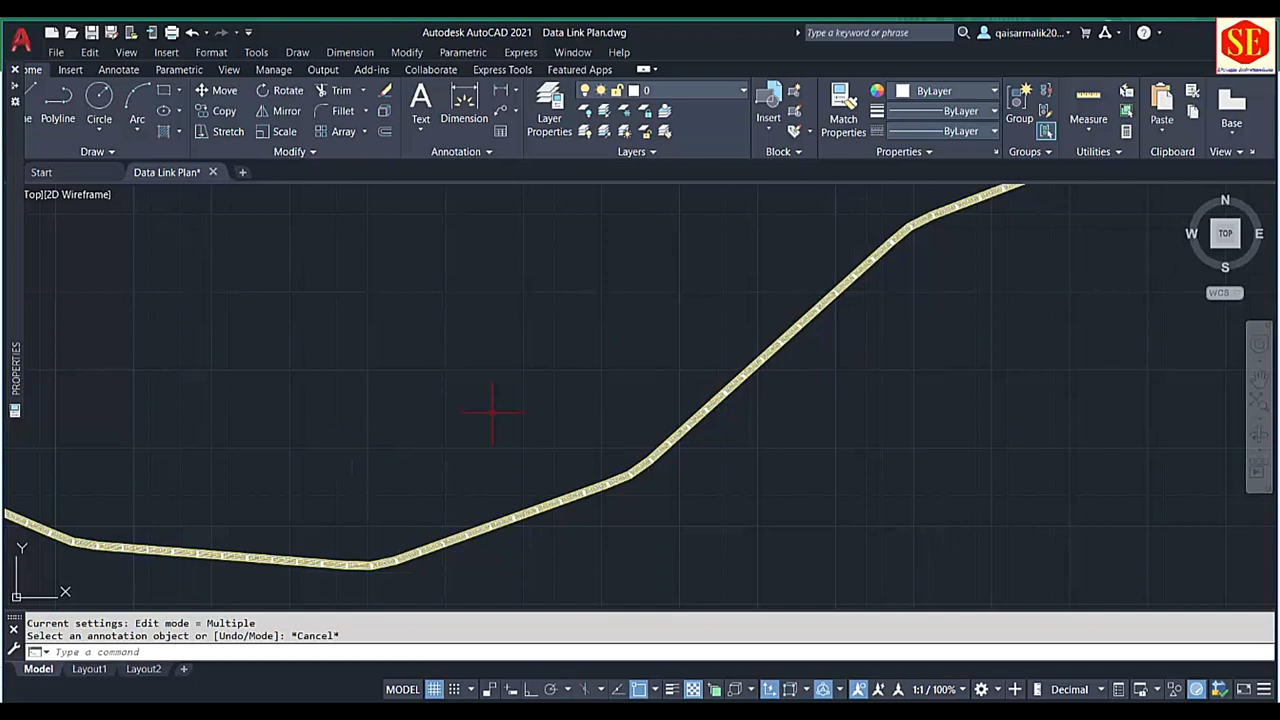 Autodesk AutoCAD 2021 Data Link Plan.dwg
Type a keyword or phrase
qaisarmalik20...
SE
File Edit View Insert Format Tools Draw Dimension Modify Parametric Express Window Help
ome Insert Annotate Parametric View Manage Output Add-ins Collaborate Express Tools Featured Apps
Move Rotate Trim 0 ByLayer
Polyline Circle Arc Copy Mirror Fillet Text Dimension Layer Properties Insert Match Properties ByLayer Group Measure Paste Base
Stretch Scale Array ByLayer
Draw Modify Annotation Layers Block Properties Groups Utilities Clipboard View
Start Data Link Plan*
Top][2D Wireframe]
N
W TOP E
S
WCS
PROPERTIES
Y
X
Current settings: Edit mode = Multiple
Select an annotation object or [Undo/Mode]: *Cancel*
Type a command
Model Layout1 Layout2
MODEL 1:1 / 100% Decimal